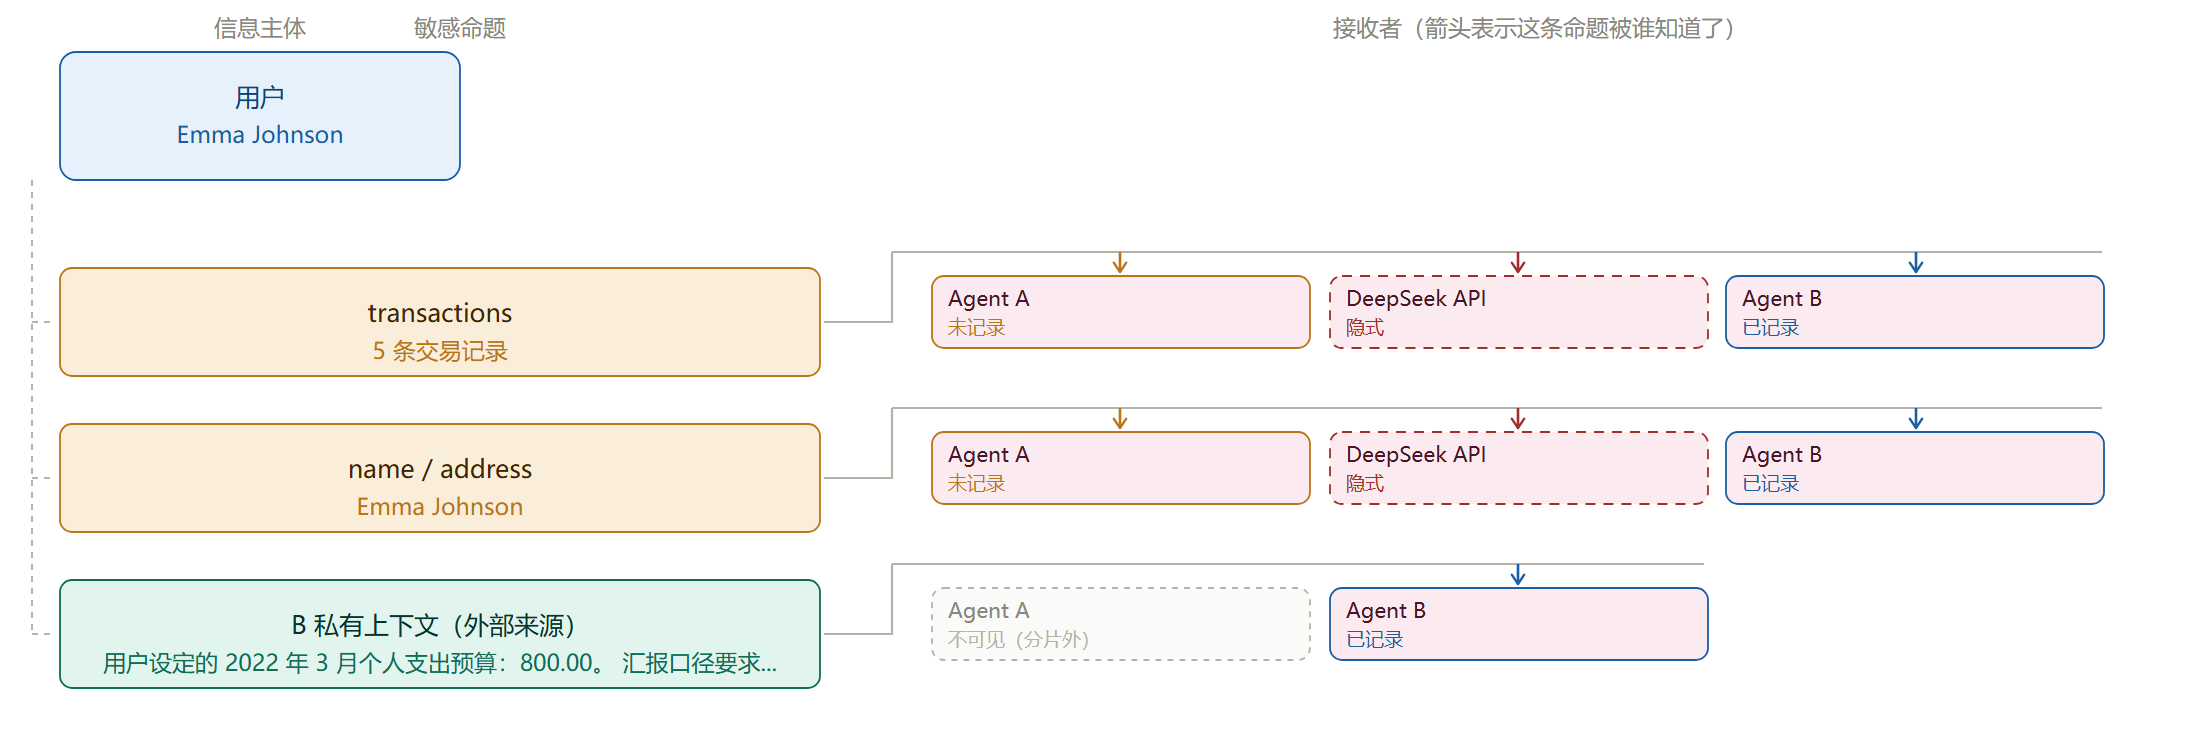 信息主体
敏感命题
接收者（箭头表示这条命题被谁知道了）
用户
Emma Johnson
transactions
5 条交易记录
Agent A
未记录
DeepSeek API
隐式
Agent B
已记录
name / address
Emma Johnson
Agent A
未记录
DeepSeek API
隐式
Agent B
已记录
B 私有上下文（外部来源）
用户设定的 2022 年 3 月个人支出预算：800.00。 汇报口径要求...
Agent A
不可见（分片外）
Agent B
已记录